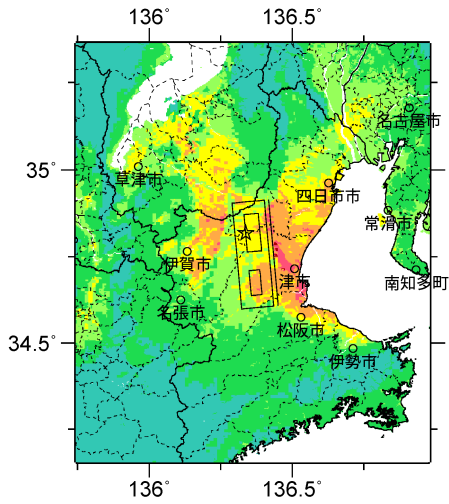 136° 136.5°
名古屋市
35°
草津市
四日市市
常滑市
伊賀市
津市
南知多町
名張市
松阪市
34.5°
伊勢市
136° 136.5°